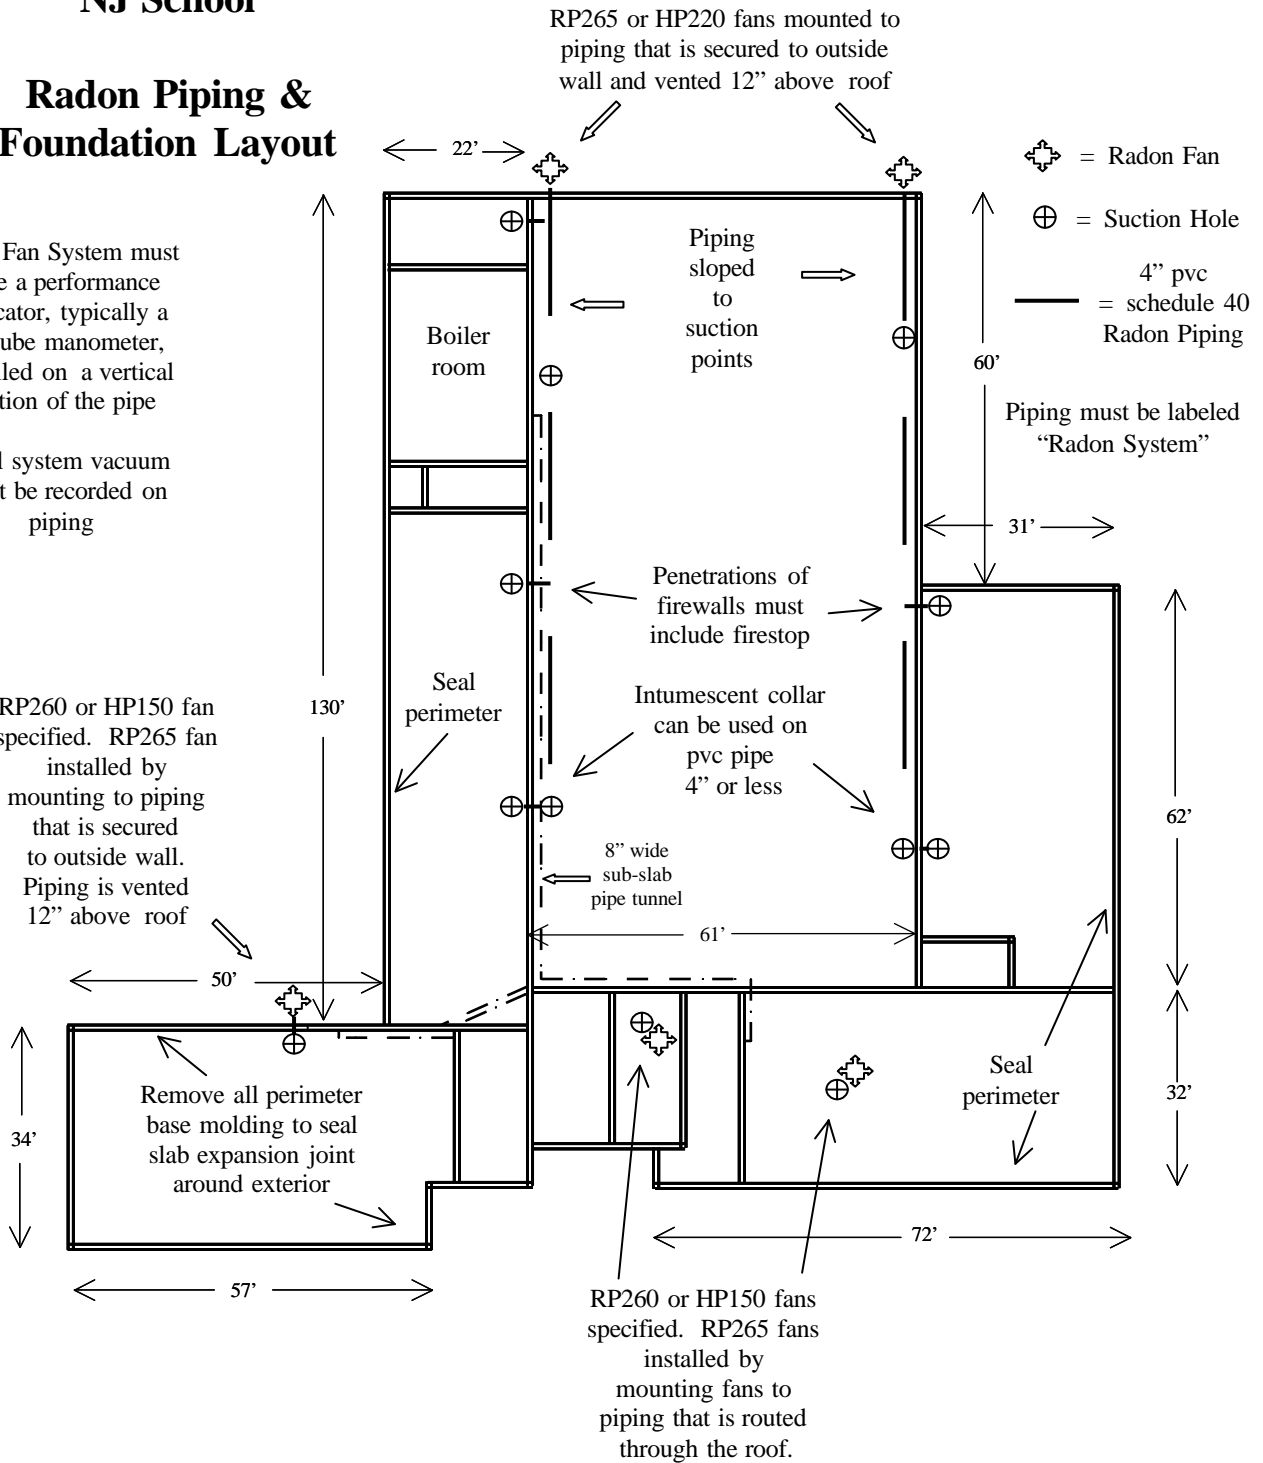 NJ School
Radon Piping &
Foundation Layout
RP265 or HP220 fans mounted to
piping that is secured to outside
wall and vented 12” above roof
= Radon Fan
= Suction Hole
4” pvc
= schedule 40
Radon Piping
Piping must be labeled
“Radon System”
22’
Fan System must
a performance
typically a
manometer,
on a vertical
of the pipe
system vacuum
be recorded on
piping
Piping
sloped
to
suction
points
Boiler
room
60’
31’
Penetrations of
firewalls must
include firestop
Seal
perimeter
130’
Intumescent collar
can be used on
pvc pipe
4” or less
RP260 or HP150 fan
specified. RP265 fan
installed by
mounting to piping
that is secured
to outside wall.
Piping is vented
12” above roof
62’
8” wide
sub-slab
pipe tunnel
61’
50’
Remove all perimeter
base molding to seal
slab expansion joint
around exterior
34’
Seal
perimeter
32’
72’
57’
RP260 or HP150 fans
specified. RP265 fans
installed by
mounting fans to
piping that is routed
through the roof.